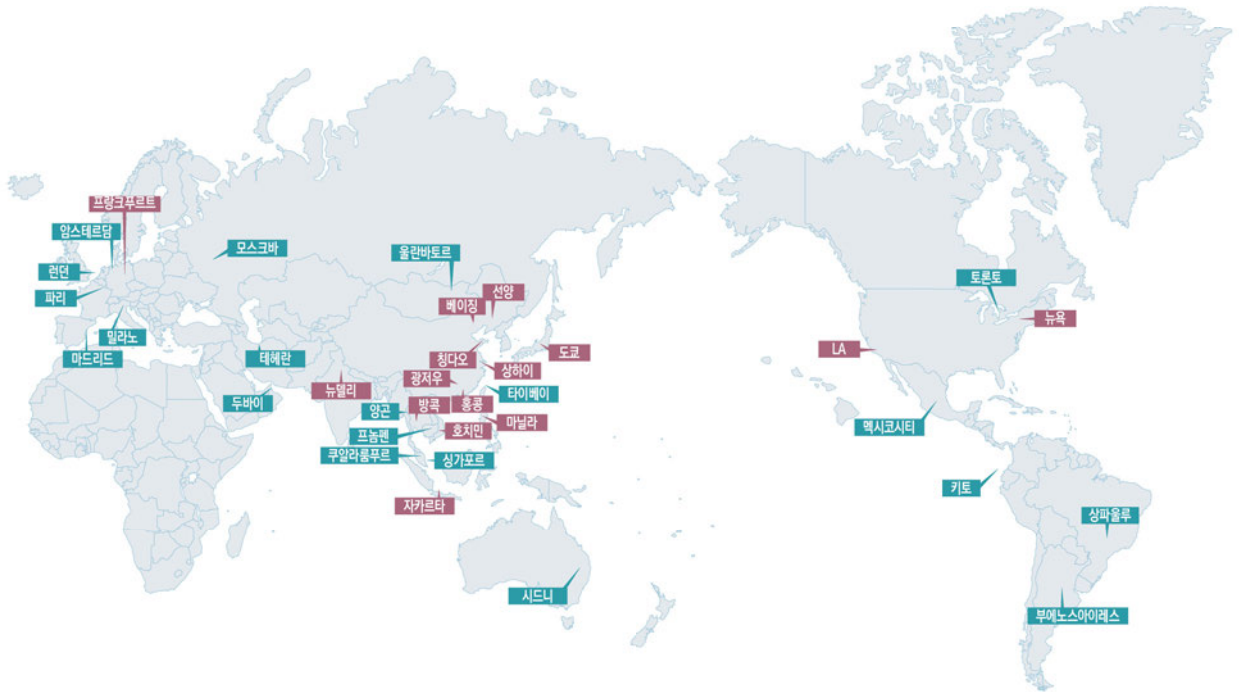 프랑크푸르트
암스테르담
런던
파리
밀라노
마드리드
모스크바
테헤란
두바이
울란바토르
베이징
선양
칭다오
도쿄
상하이
광저우
타이베이
뉴델리
양곤
방콕
홍콩
마닐라
프놈펜
호치민
쿠알라룸푸르
싱가포르
자카르타
시드니
토론토
뉴욕
LA
멕시코시티
키토
상파울루
부에노스아이레스